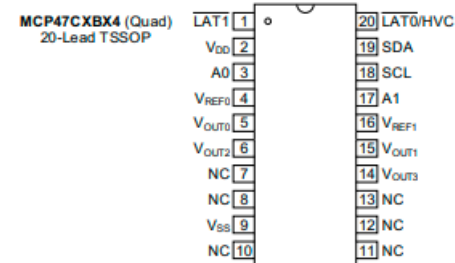 MCP47CXBX4 (Quad)
20-Lead TSSOP
LAT1 1 20 LAT0/HVC
VDD 2 19 SDA
A0 3 18 SCL
VREF0 4 17 A1
VOUT0 5 16 VREF1
VOUT2 6 15 VOUT1
NC 7 14 VOUT3
NC 8 13 NC
VSS 9 12 NC
NC 10 11 NC